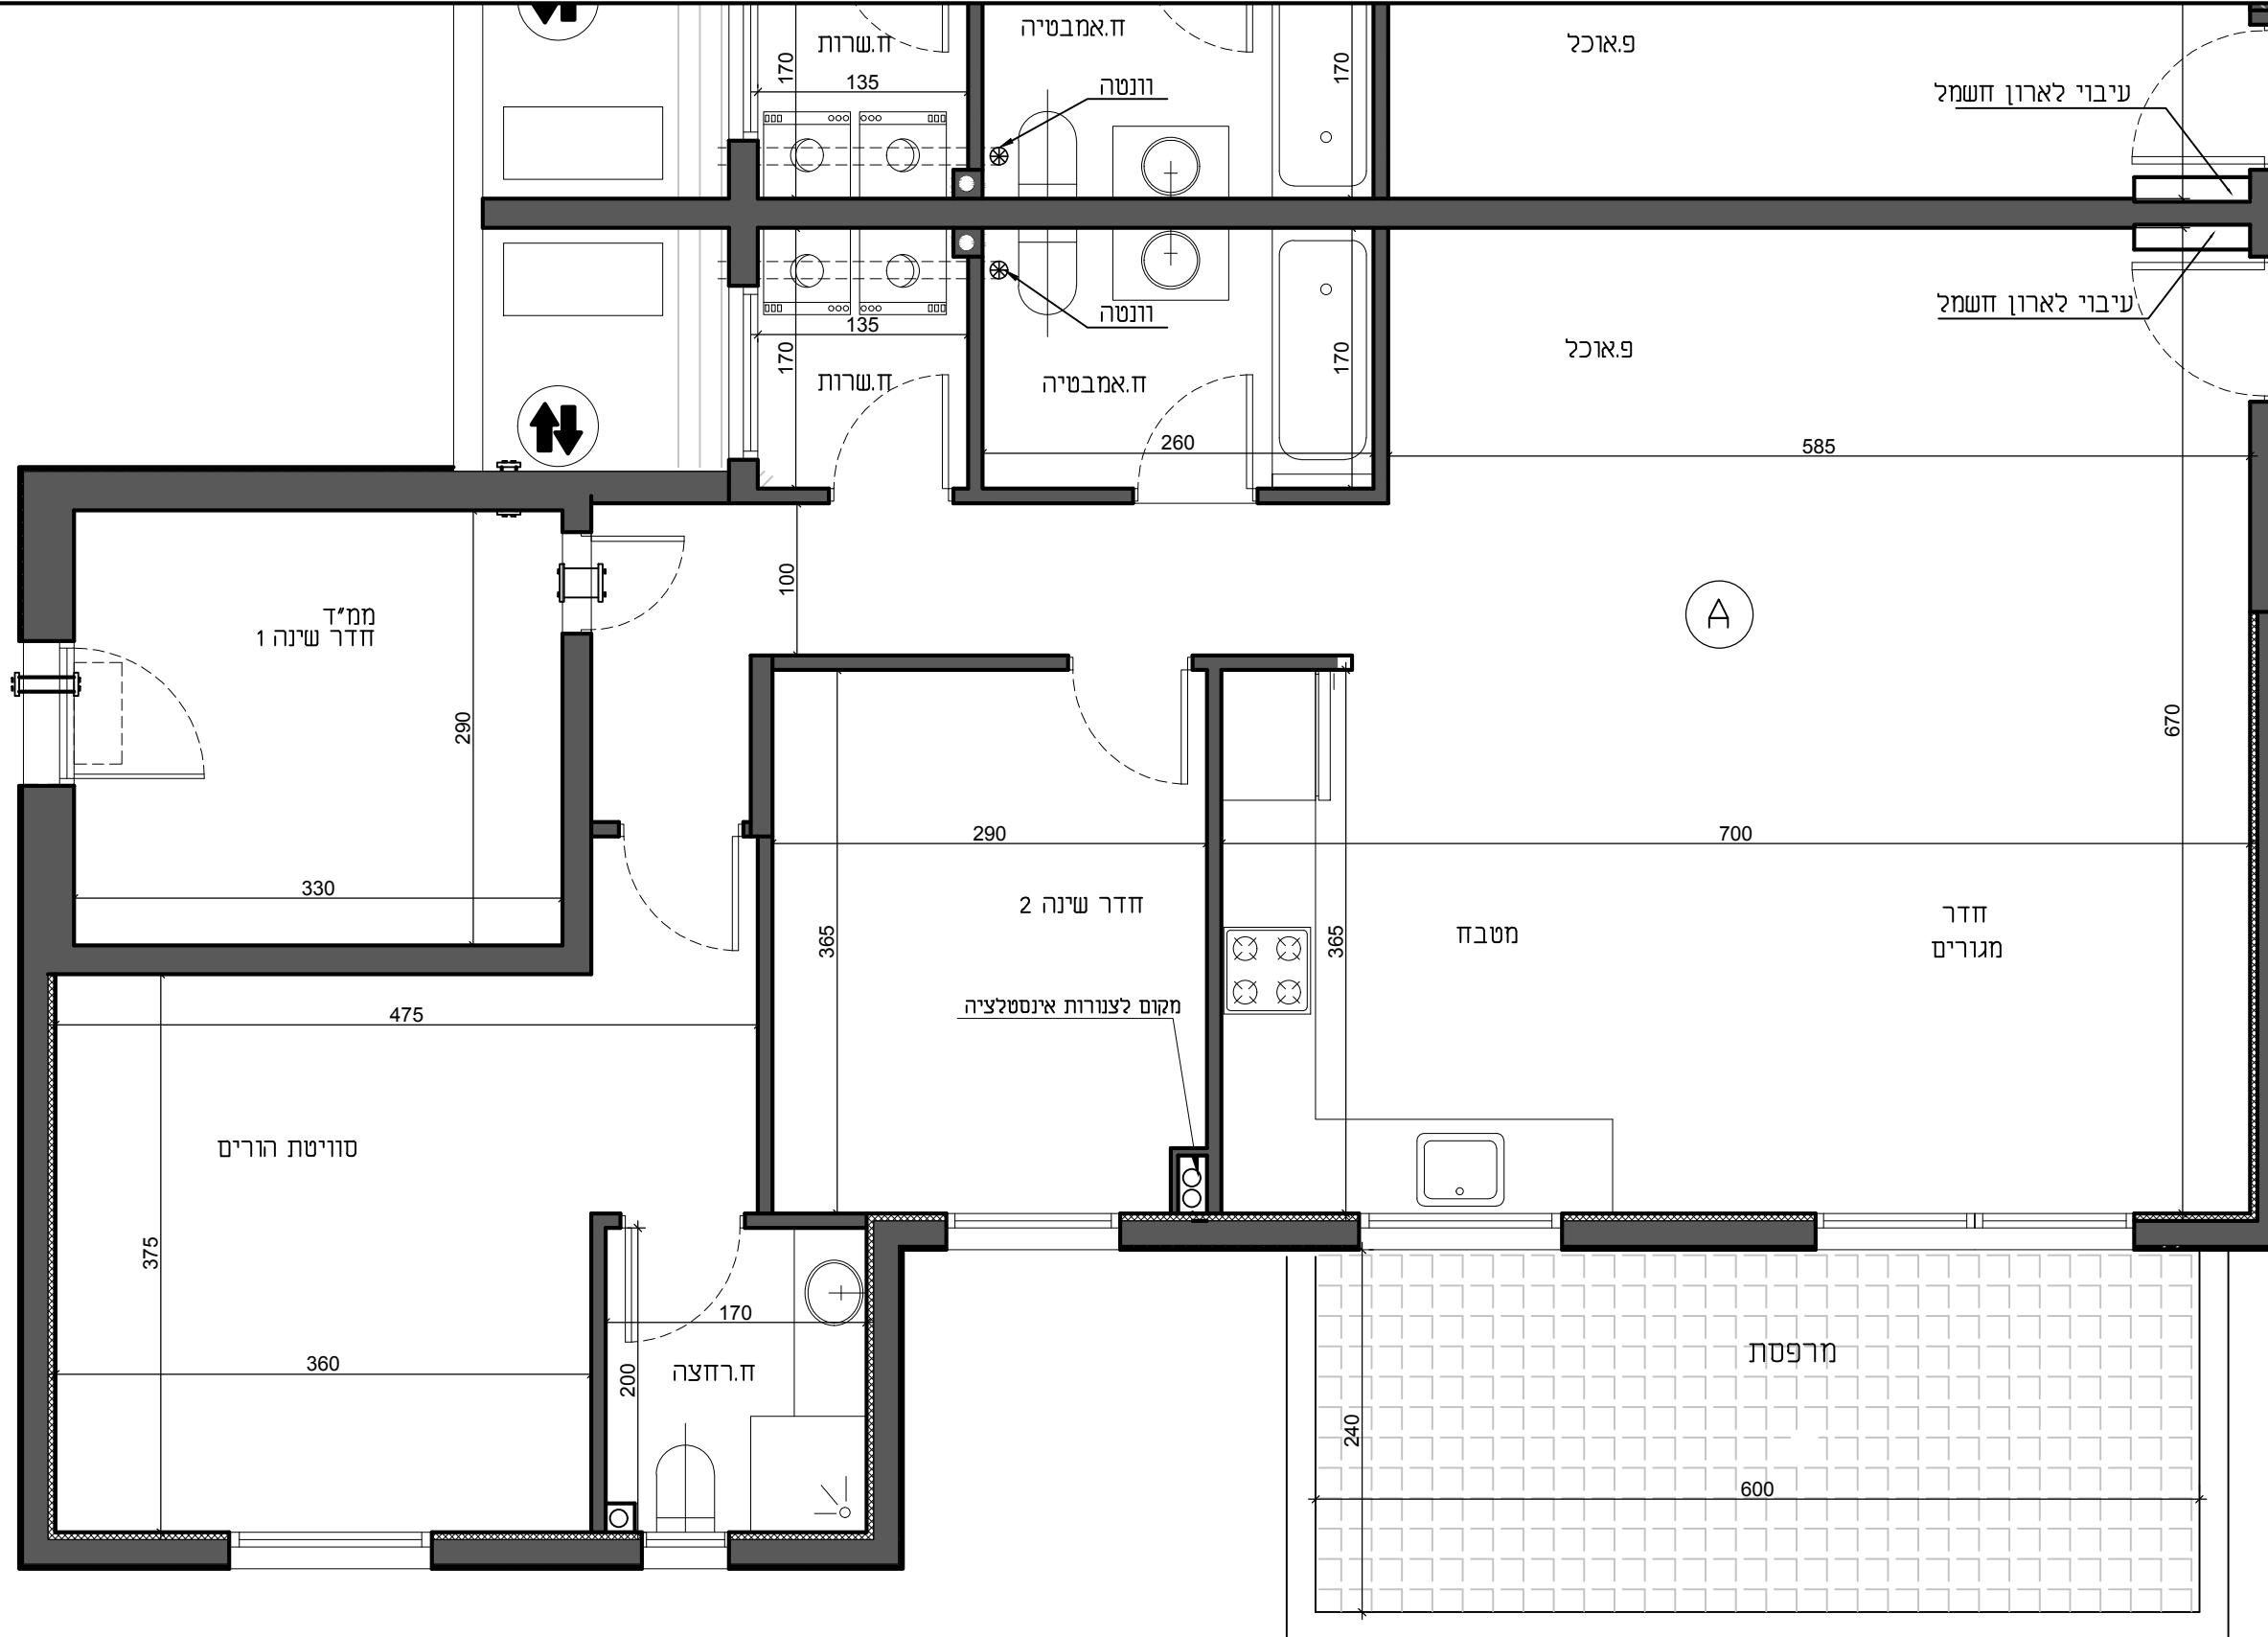 ח.אמבטיה
ח.שרות
פ.אוכל
170
170
135
וונטה
עיבוי לארון חשמל
וונטה
עיבוי לארון חשמל
135
170
170
פ.אוכל
ח.שרות
ח.אמבטיה
260
585
100
A
ממ״ד
חדר שינה 1
290
670
290
700
330
חדר שינה 2
365
365
מטבח
חדר
מגורים
מקום לצנורות אינסטלציה
475
סוויטת הורים
375
170
360
200
ח.רחצה
מרפסת
240
600